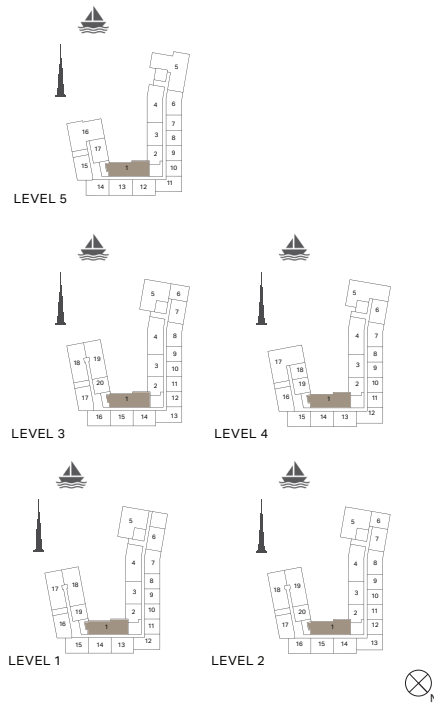 5
4 6
7
16 3 8
17 2 9
15 1 10
14 13 12 11
LEVEL 5
5 6
7
4 8
19 9
18 3 10
20 2 11
17 1 12
16 15 14 13
LEVEL 3
5
6
4 7
17 8
18 3 9
19 2 10
16 1 11
15 14 13 12
LEVEL 4
5
6
4 7
8
17 18 3 9
19 2 10
16 1 11
15 14 13 12
LEVEL 1
5 6
7
4 8
9
18 19 3 10
20 2 11
17 1 12
16 15 14 13
LEVEL 2